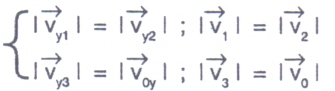 |v⃗y1| = |v⃗y2| ; |v⃗1| = |v⃗2|
|v⃗y3| = |v⃗0y| ; |v⃗3| = |v⃗0|